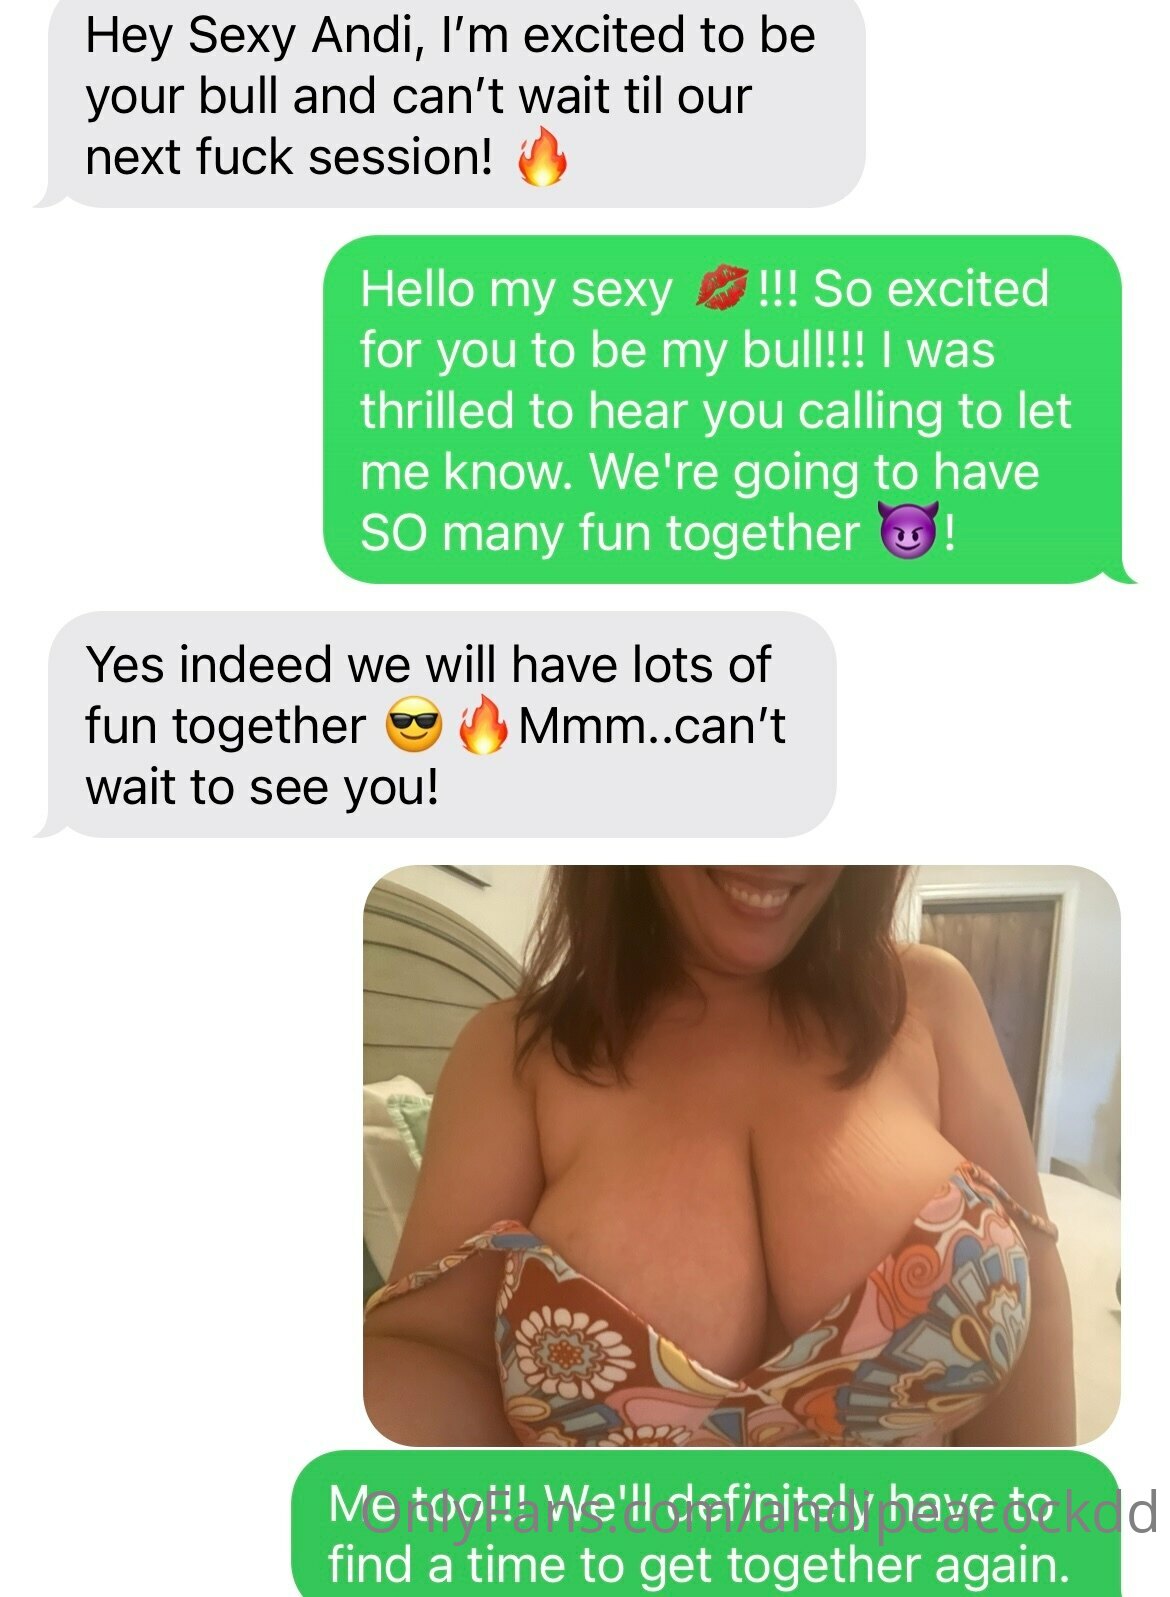 Hey Sexy Andi, I’m excited to be
your bull and can’t wait til our
next fuck session! 🔥
Hello my sexy 💋!!! So excited
for you to be my bull!!! I was
thrilled to hear you calling to let
me know. We're going to have
SO many fun together 😈!
Yes indeed we will have lots of
fun together 😎🔥Mmm..can’t
wait to see you!
Me too!!! We'll definitely have to
OnlyFans.com/andipeacockdd
find a time to get together again.